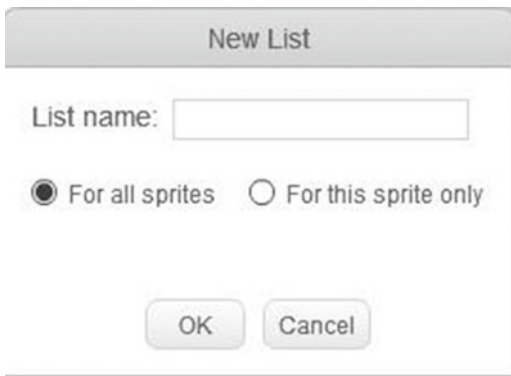 New List
List name:
For all sprites For this sprite only
OK Cancel